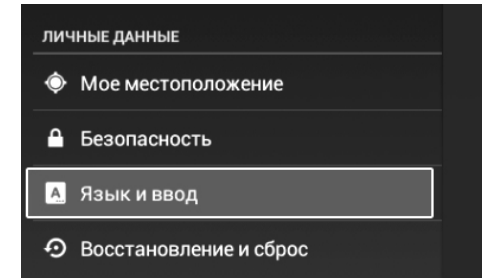 ЛИЧНЫЕ ДАННЫЕ
Мое местоположение
Безопасность
A
Язык и ввод
Восстановление и сброс